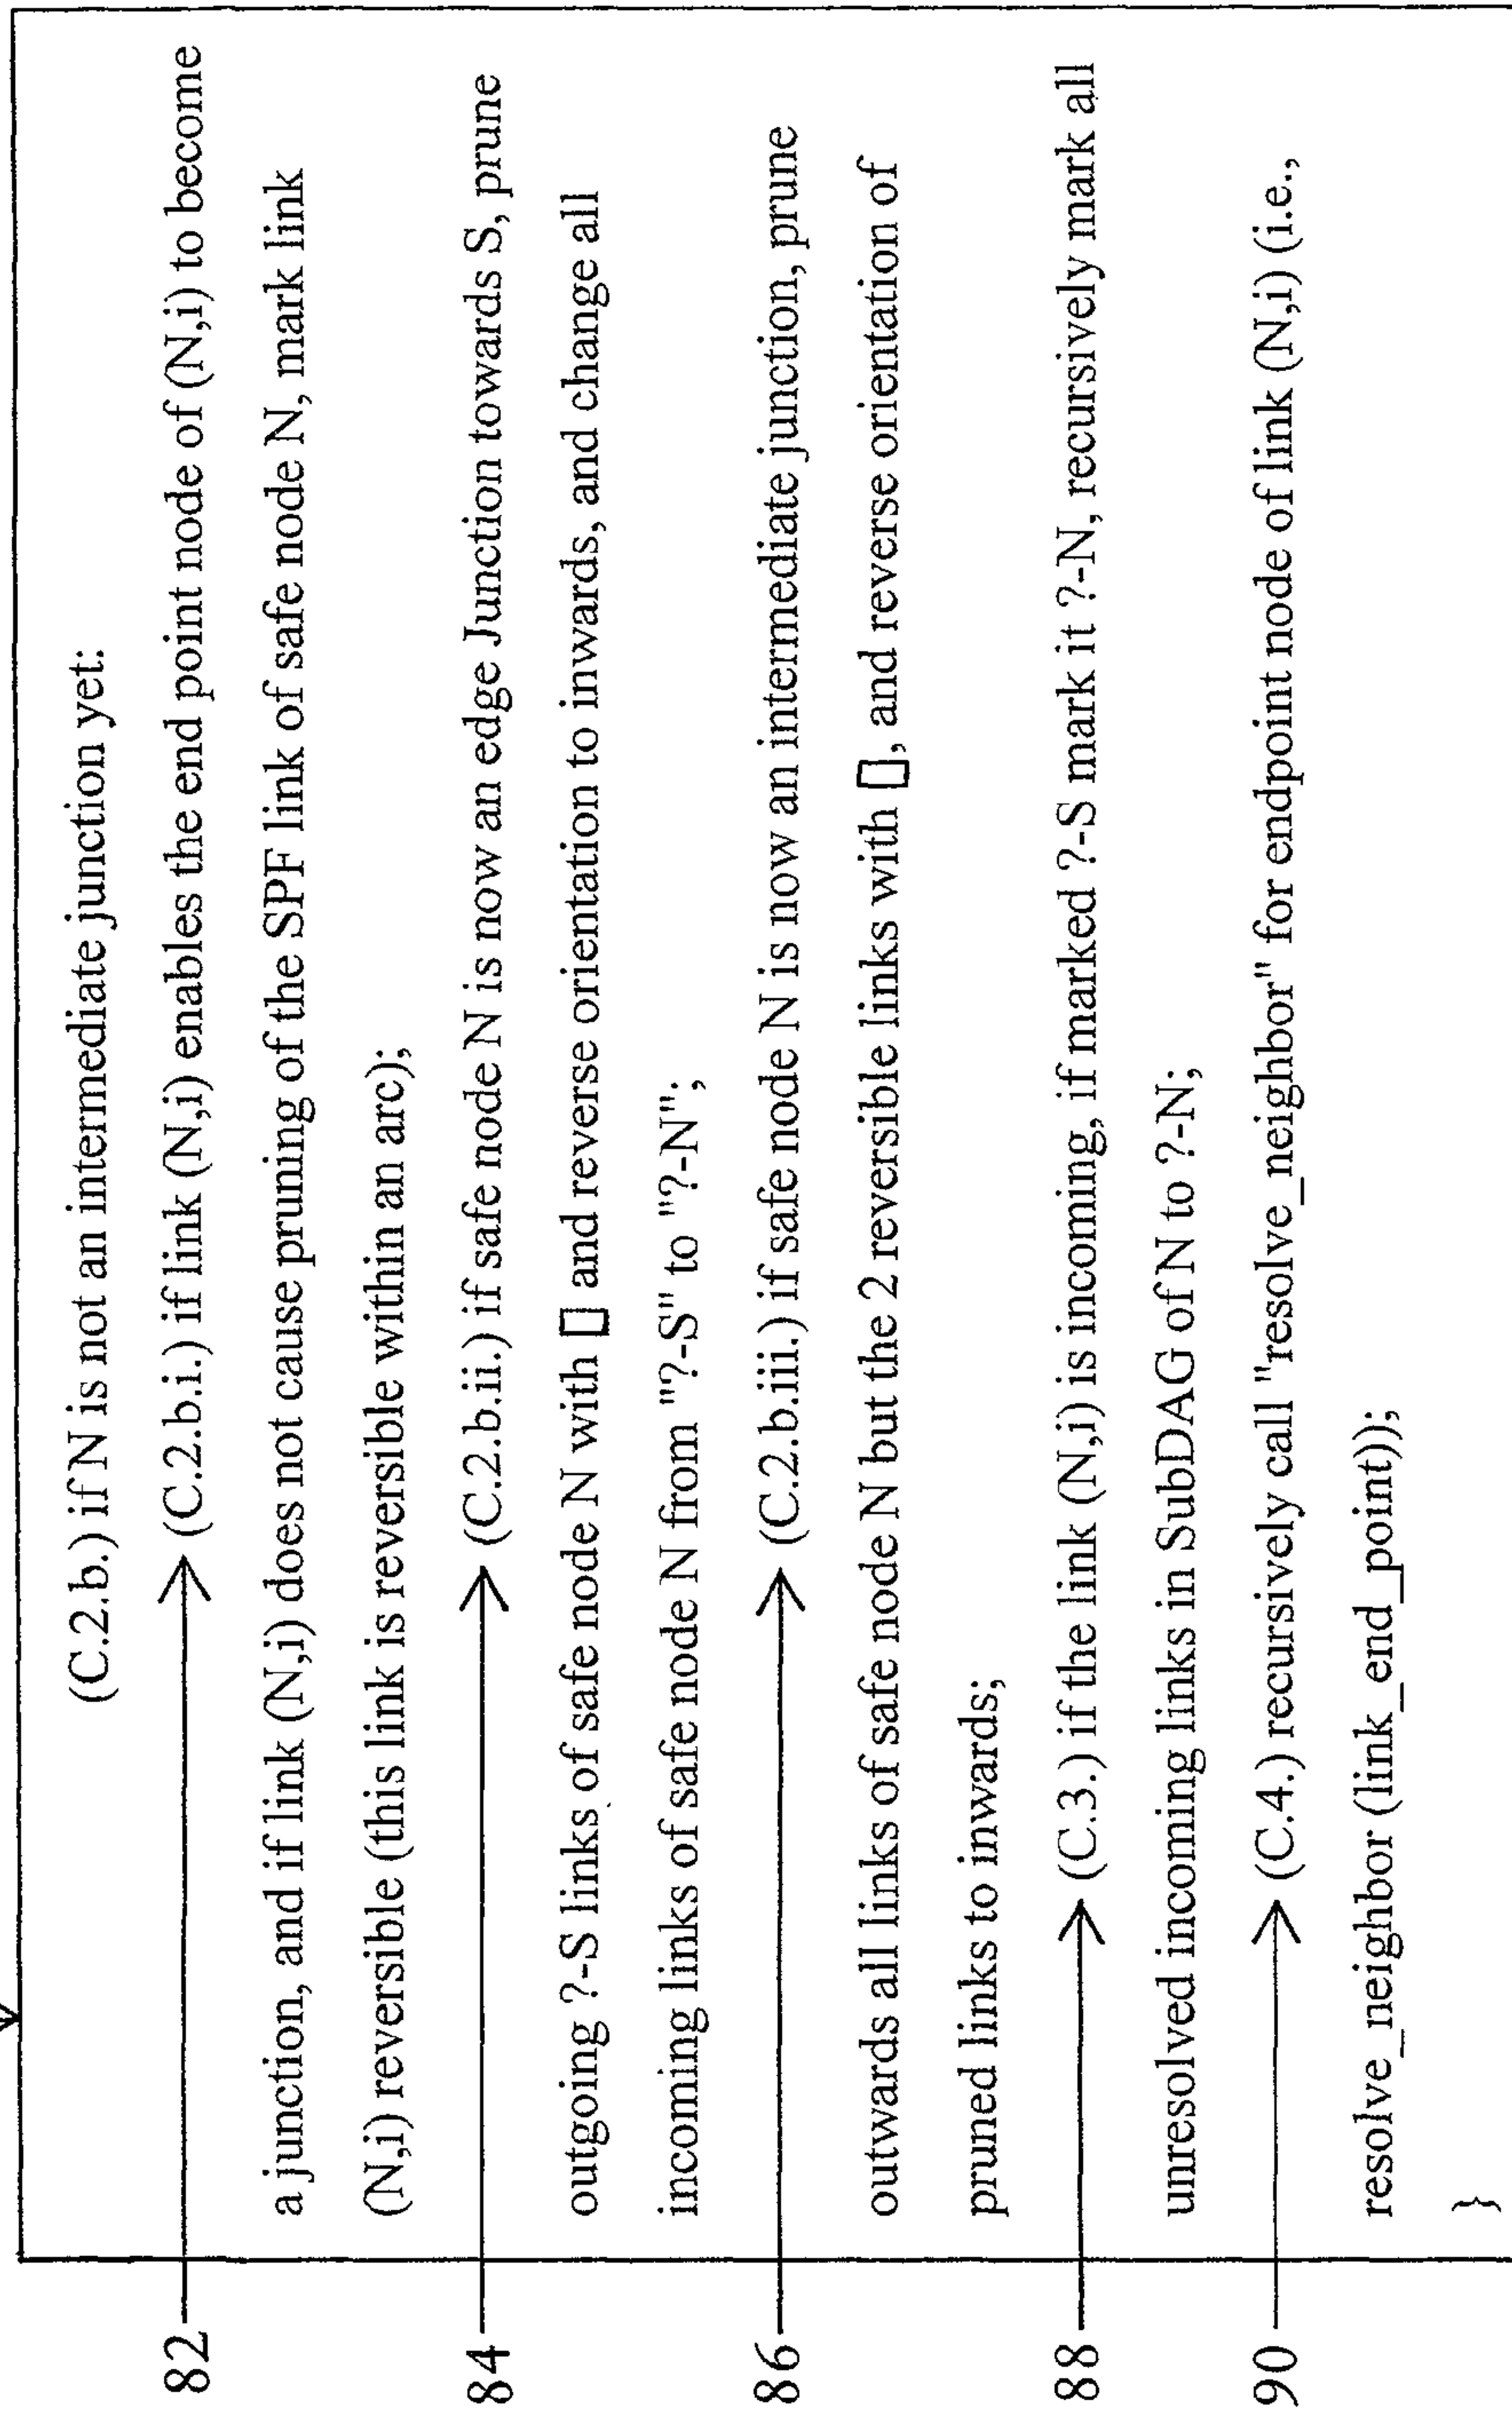 (C.2.b.) if N is not an intermediate junction yet:
82 (C.2.b.i.) if link (N,i) enables the end point node of (N,i) to become
a junction, and if link (N,i) does not cause pruning of the SPF link of safe node N, mark link
(N,i) reversible (this link is reversible within an arc);
84 (C.2.b.ii.) if safe node N is now an edge Junction towards S, prune
outgoing ?-S links of safe node N with [] and reverse orientation to inwards, and change all
incoming links of safe node N from "?-S" to "?-N";
86 (C.2.b.iii.) if safe node N is now an intermediate junction, prune
outwards all links of safe node N but the 2 reversible links with [], and reverse orientation of
pruned links to inwards;
88 (C.3.) if the link (N,i) is incoming, if marked ?-S mark it ?-N, recursively mark all
unresolved incoming links in SubDAG of N to ?-N;
90 (C.4.) recursively call "resolve_neighbor" for endpoint node of link (N,i) (i.e.,
resolve_neighbor (link_end_point));
}